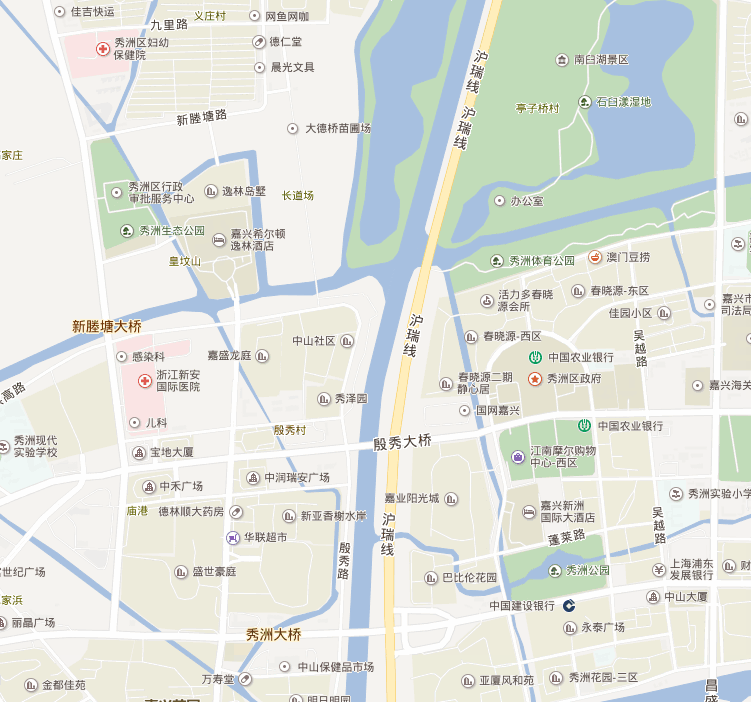 佳吉快运
义庄村
网鱼网咖
九里路
秀洲区妇幼
保健院
德仁堂
晨光文具
沪瑞线
南臼湖景区
石臼漾湿地
亭子桥村
新塍塘路
大德桥苗圃场
沪瑞线
家庄
秀洲区行政
审批服务中心
逸林岛墅
长道场
办公室
秀洲生态公园
嘉兴希尔顿
逸林酒店
皇坟山
秀洲体育公园
澳门豆捞
活力多春晓
源会所
春晓源-东区
嘉兴市
司法局
佳园小区
新塍塘大桥
沪瑞线
中山社区
春晓源-西区
吴越路
感染科
嘉盛龙庭
中国农业银行
浙江新安
国际医院
春晓源二期
静心居
秀洲区政府
嘉兴海关
高路
秀泽园
国网嘉兴
儿科
殷秀村
中国农业银行
秀洲现代
实验学校
殷秀大桥
宝地大厦
江南摩尔购物
中心-西区
中禾广场
中润瑞安广场
秀洲实验小学
嘉业阳光城
庙港
德林顺大药房
新亚香榭水岸
嘉兴新洲
国际大酒店
吴越路
沪瑞线
华联超市
蓬莱路
殷秀路
世纪广场
盛世豪庭
巴比伦花园
秀洲公园
上海浦东
发展银行
财
家浜
中国建设银行
中山大厦
丽晶广场
秀洲大桥
永泰广场
中山保健品市场
万寿堂
金都佳苑
亚厦风和苑
秀洲花园-三区
昌盛